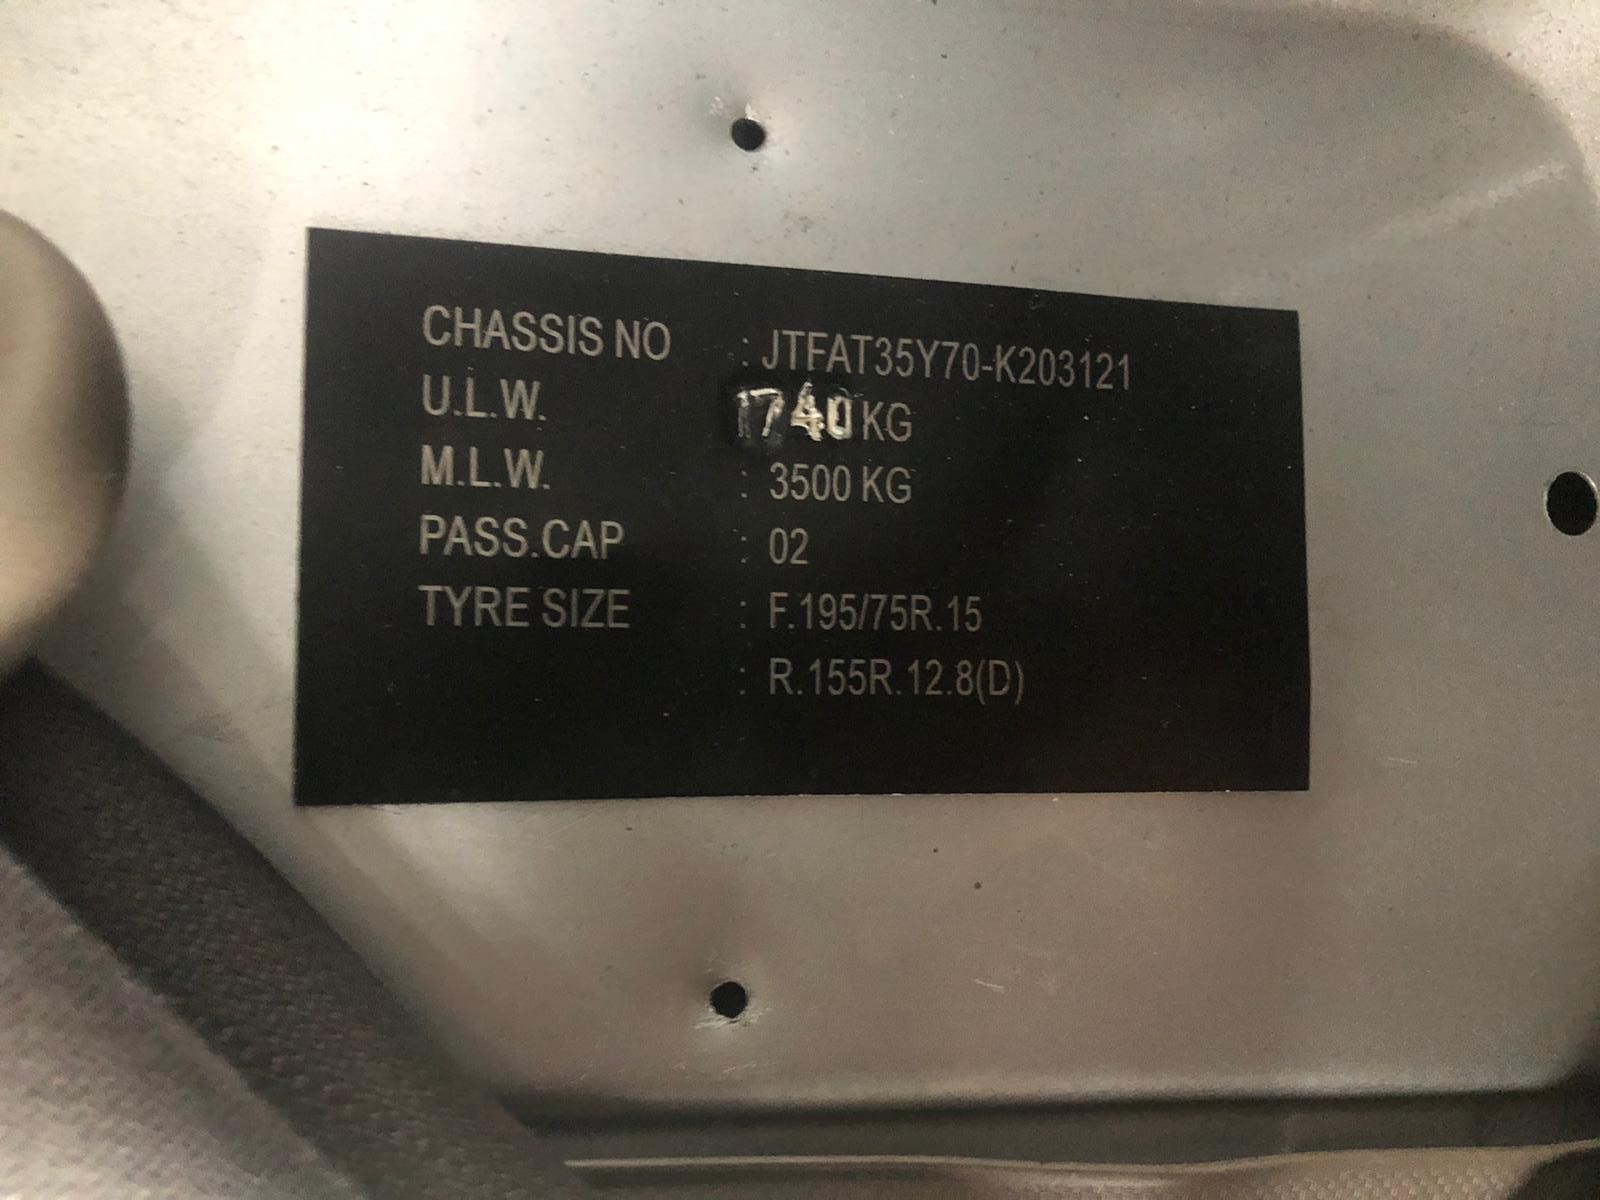 CHASSIS NO : JTFAT35Y70-K203121
U.L.W. 1740 KG
M.L.W. : 3500 KG
PASS.CAP : 02
TYRE SIZE : F.195/75R.15
: R.155R.12.8(D)